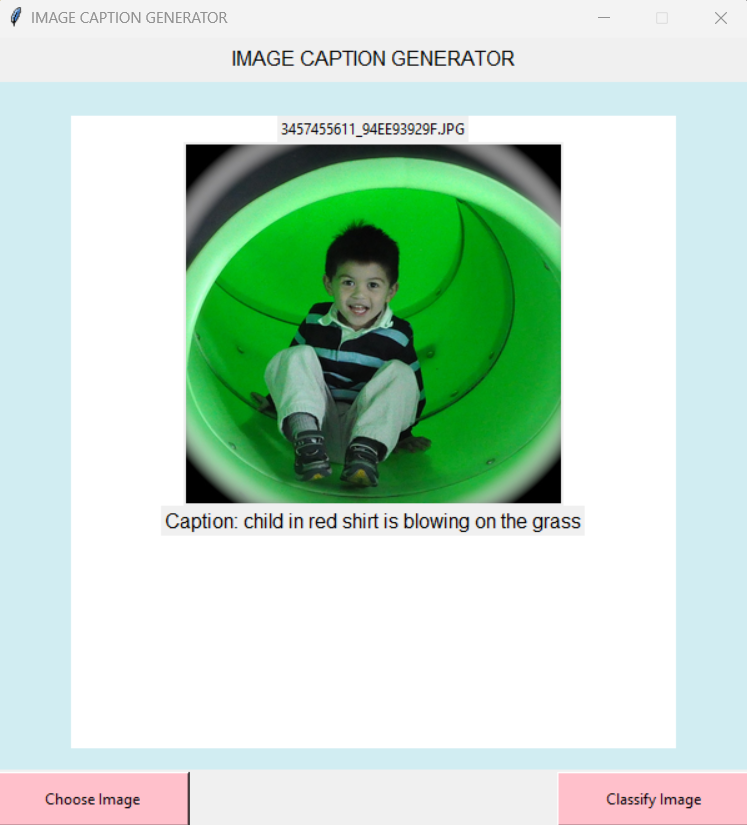 IMAGE CAPTION GENERATOR
IMAGE CAPTION GENERATOR
3457455611_94EE93929F.JPG
Caption: child in red shirt is blowing on the grass
Choose Image
Classify Image